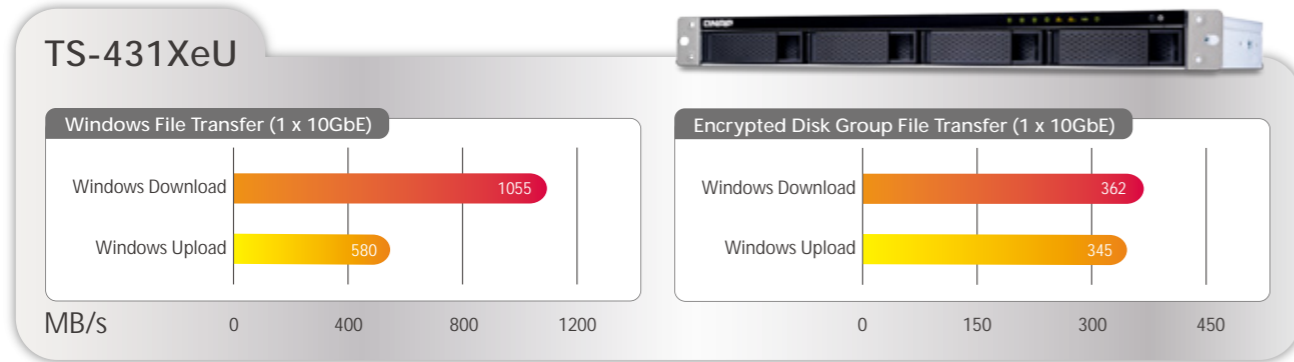 QNAP
TS-431XeU
Windows File Transfer (1 x 10GbE)
Windows Download
1055
Windows Upload
580
MB/s
0
400
800
1200
Encrypted Disk Group File Transfer (1 x 10GbE)
Windows Download
362
Windows Upload
345
0
150
300
450